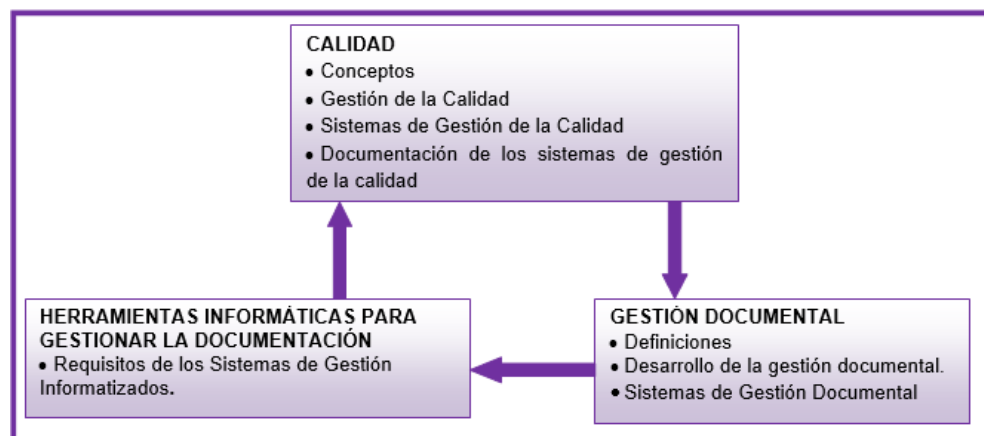 CALIDAD
• Conceptos
• Gestión de la Calidad
• Sistemas de Gestión de la Calidad
• Documentación de los sistemas de gestión
de la calidad
HERRAMIENTAS INFORMÁTICAS PARA
GESTIONAR LA DOCUMENTACIÓN
• Requisitos de los Sistemas de Gestión
Informatizados.
GESTIÓN DOCUMENTAL
• Definiciones
• Desarrollo de la gestión documental.
• Sistemas de Gestión Documental